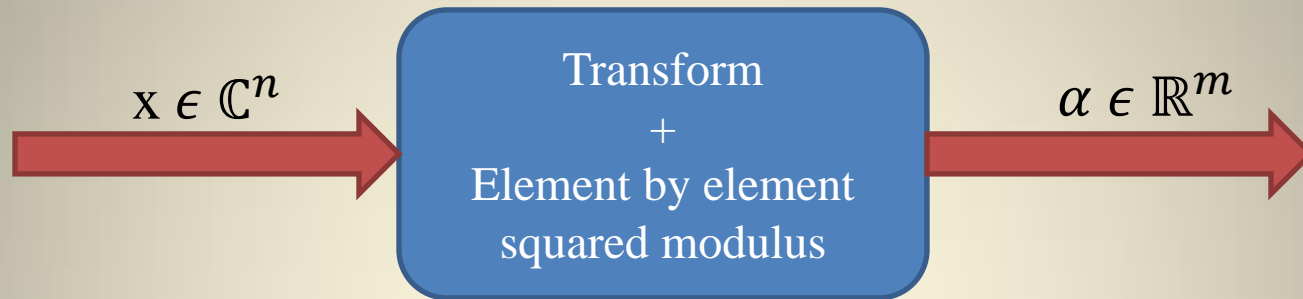 x ϵ ℂⁿ
Transform
+
Element by element
squared modulus
α ϵ ℝᵐ